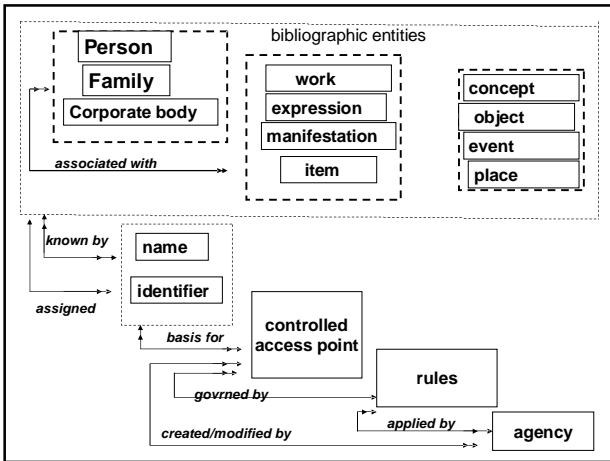 bibliographic entities
Person
Family
Corporate body
work
expression
manifestation
item
concept
object
event
place
associated with
known by
name
assigned
identifier
basis for
controlled
access point
govrned by
rules
applied by
created/modified by
agency